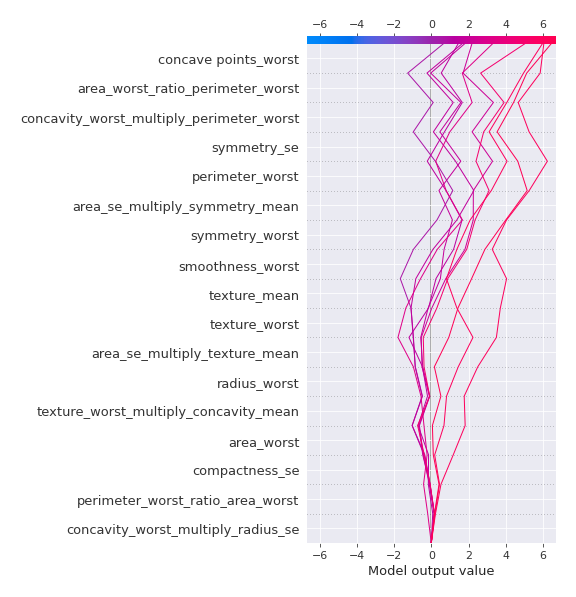 −6 −4 −2 0 2 4 6
concave points_worst
area_worst_ratio_perimeter_worst
concavity_worst_multiply_perimeter_worst
symmetry_se
perimeter_worst
area_se_multiply_symmetry_mean
symmetry_worst
smoothness_worst
texture_mean
texture_worst
area_se_multiply_texture_mean
radius_worst
texture_worst_multiply_concavity_mean
area_worst
compactness_se
perimeter_worst_ratio_area_worst
concavity_worst_multiply_radius_se
−6 −4 −2 0 2 4 6
Model output value